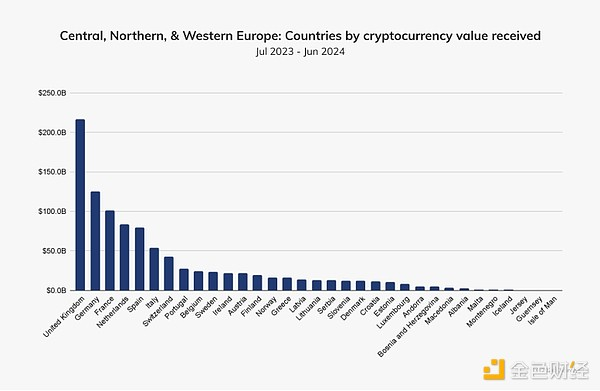 Central, Northern, & Western Europe: Countries by cryptocurrency value received
Jul 2023 - Jun 2024
$250.0B
$200.0B
$150.0B
$100.0B
$50.0B
$0.0B
United Kingdom
Germany
France
Netherlands
Spain
Italy
Switzerland
Portugal
Belgium
Sweden
Ireland
Austria
Finland
Norway
Greece
Latvia
Lithuania
Serbia
Slovenia
Denmark
Croatia
Estonia
Luxembourg
Andorra
Bosnia and Herzegovina
Macedonia
Albania
Malta
Montenegro
Iceland
Jersey
Guernsey
Isle of Man
金色财经